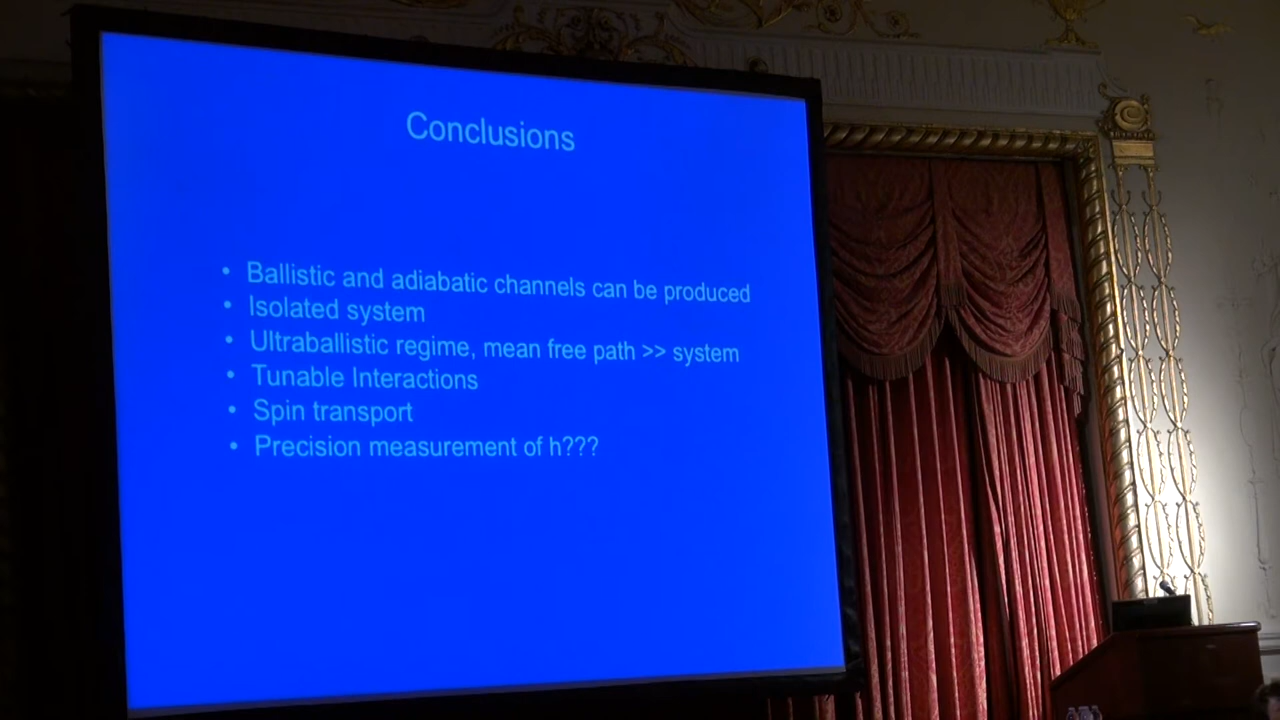 Conclusions
• Ballistic and adiabatic channels can be produced
• Isolated system
• Ultraballistic regime, mean free path >> system
• Tunable Interactions
• Spin transport
• Precision measurement of h???